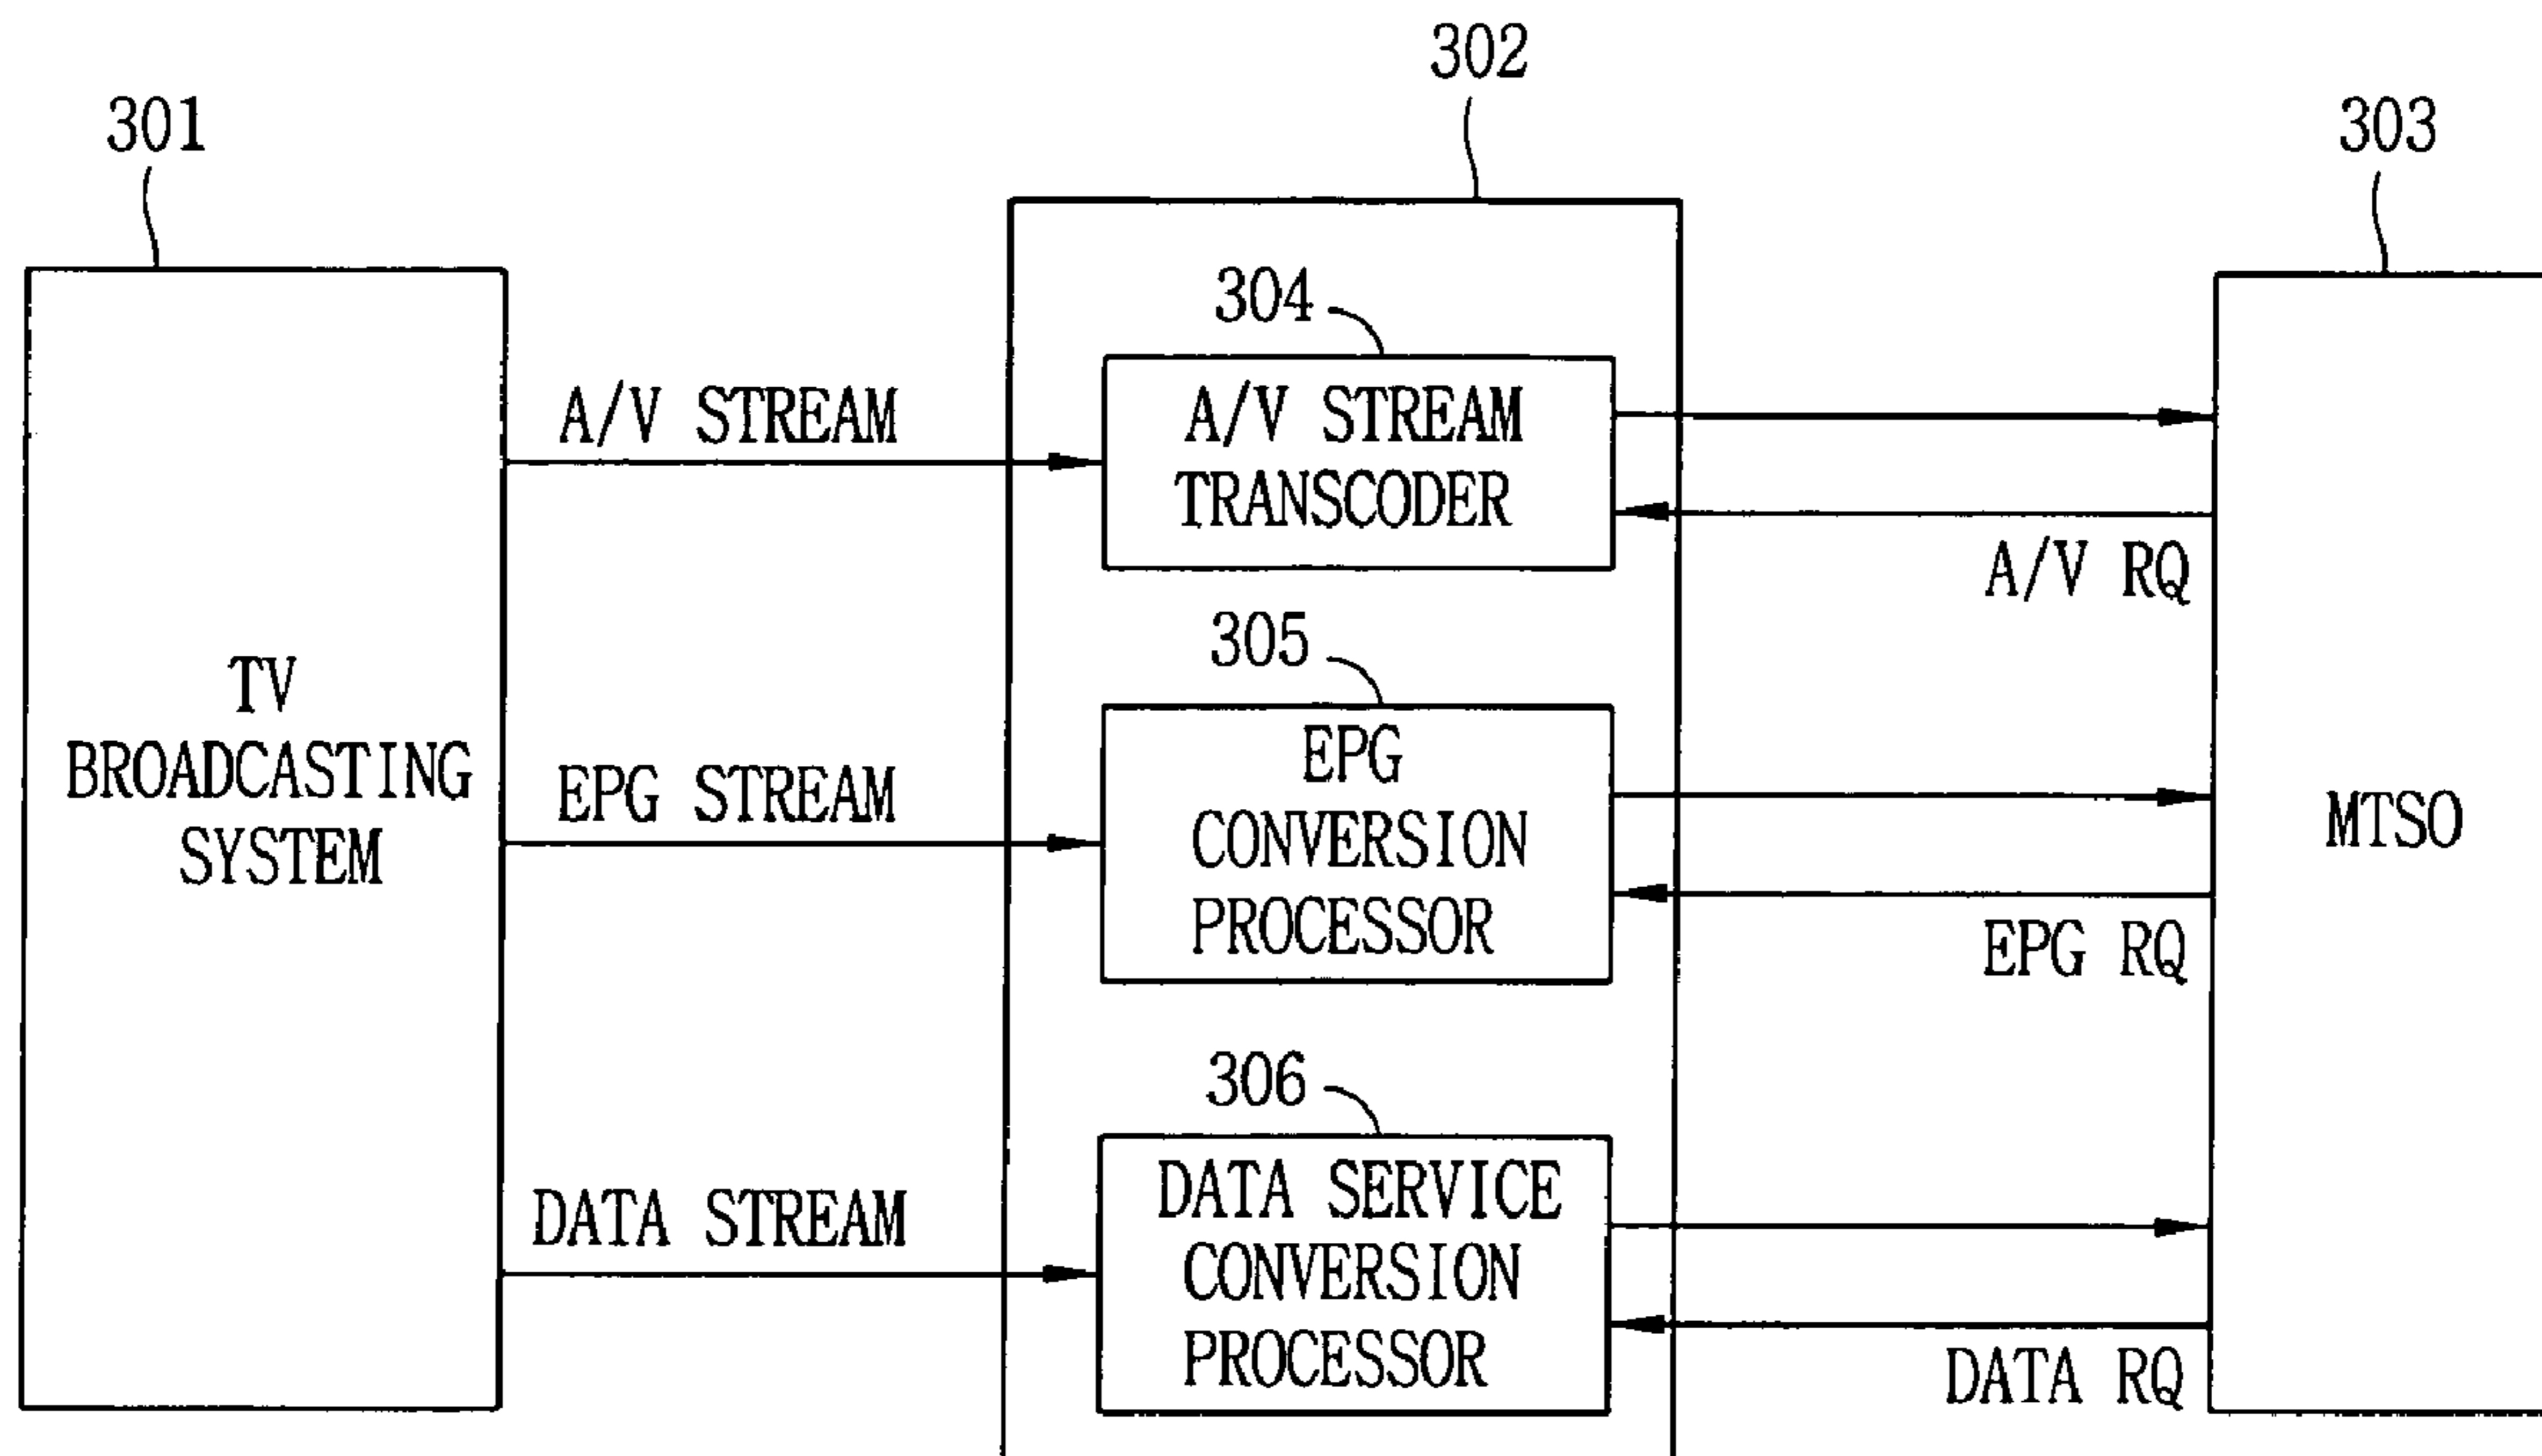 302
301
303
304
A/V STREAM
A/V STREAM
TRANSCODER
A/V RQ
305
TV
BROADCASTING
SYSTEM
EPG STREAM
EPG
CONVERSION
PROCESSOR
MTSO
EPG RQ
306
DATA STREAM
DATA SERVICE
CONVERSION
PROCESSOR
DATA RQ